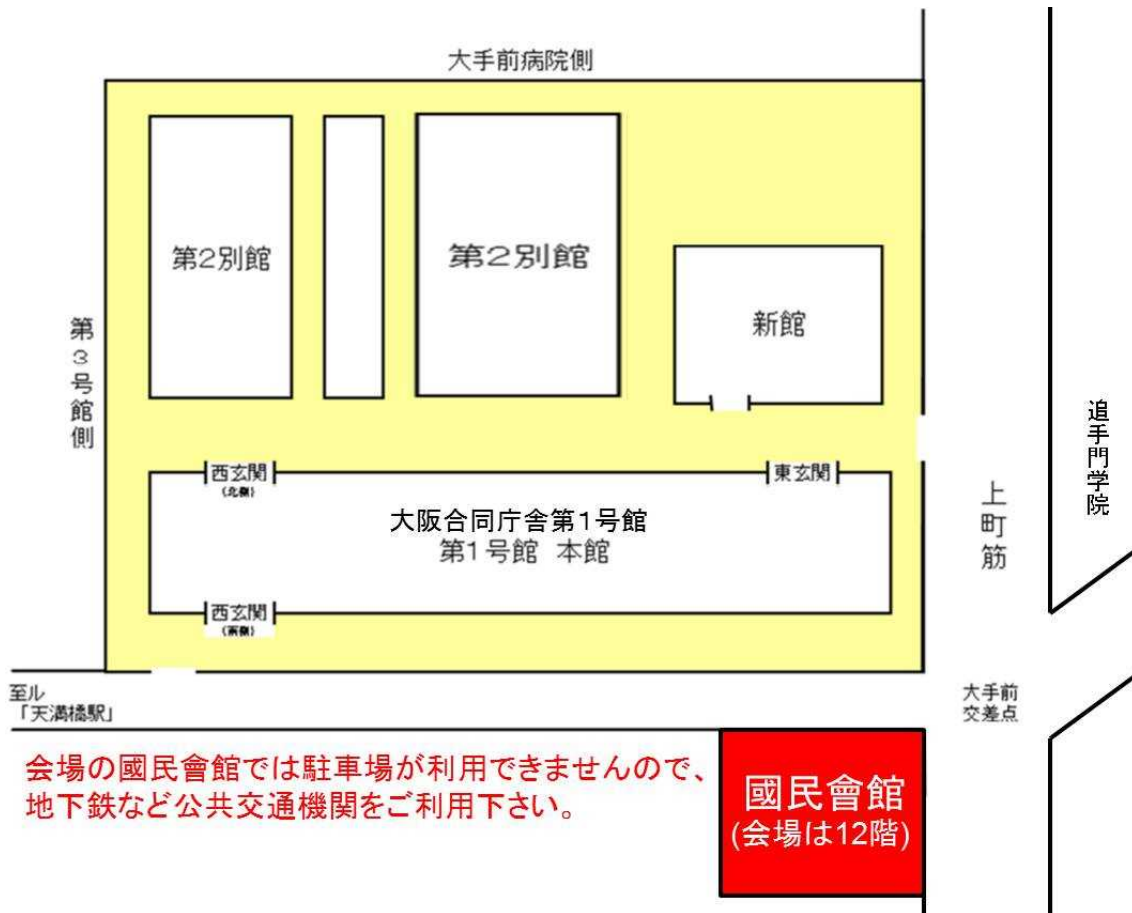 大手前病院側
第2別館
第2別館
新館
第3号館側
追手門学院
西玄関
(北側)
東玄関
上町筋
大阪合同庁舎第1号館
第1号館 本館
西玄関
(南側)
至ル
「天満橋駅」
大手前
交差点
会場の國民會館では駐車場が利用できませんので、
地下鉄など公共交通機関をご利用下さい。
國民會館
(会場は12階)